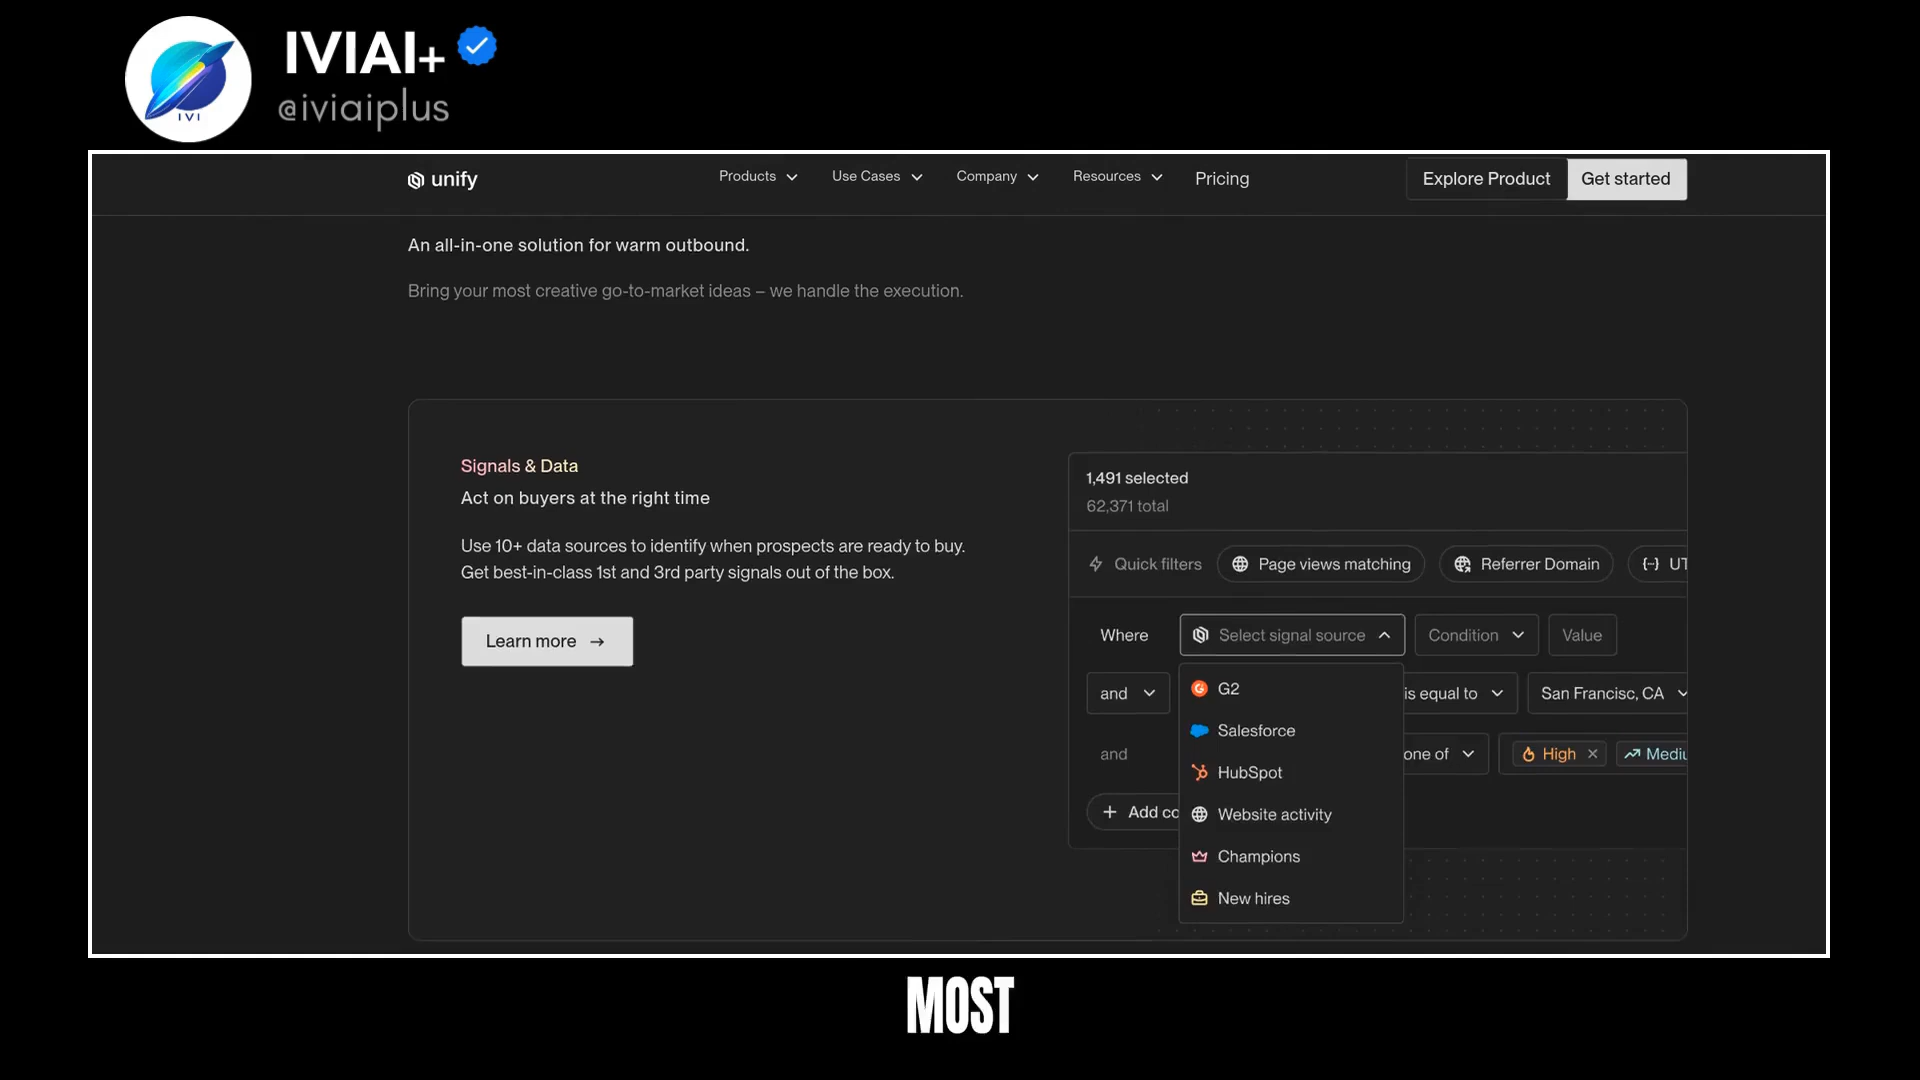 IVIAI+
@iviaiplus
IVI
unify
Products
Use Cases
Company
Resources
Pricing
Explore Product
Get started
An all-in-one solution for warm outbound.
Bring your most creative go-to-market ideas – we handle the execution.
Signals & Data
Act on buyers at the right time
Use 10+ data sources to identify when prospects are ready to buy.
Get best-in-class 1st and 3rd party signals out of the box.
Learn more →
1,491 selected
62,371 total
Quick filters
Page views matching
Referrer Domain
UT
Where
Select signal source
Condition
Value
and
is equal to
San Francisc, CA
and
one of
High
Mediu
+ Add co
G2
Salesforce
HubSpot
Website activity
Champions
New hires
MOST